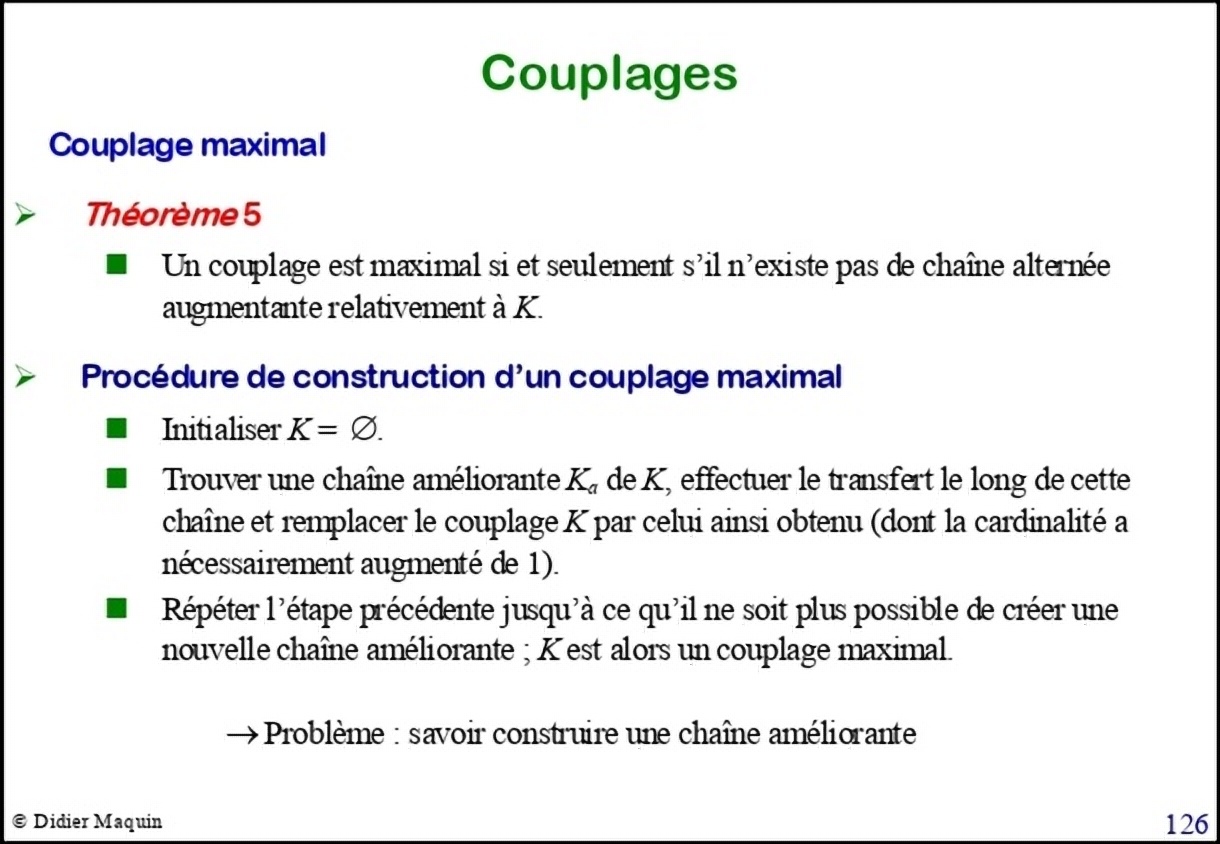 Couplages
Couplage maximal
Théorème 5
Un couplage est maximal si et seulement s’il n’existe pas de chaîne alternée
augmentante relativement à K.
Procédure de construction d’un couplage maximal
Initialiser K = ∅.
Trouver une chaîne améliorante Kₐ de K, effectuer le transfert le long de cette
chaîne et remplacer le couplage K par celui ainsi obtenu (dont la cardinalité a
nécessairement augmenté de 1).
Répéter l’étape précédente jusqu’à ce qu’il ne soit plus possible de créer une
nouvelle chaîne améliorante ; K est alors un couplage maximal.
→ Problème : savoir construire une chaîne améliorante
© Didier Maquin
126